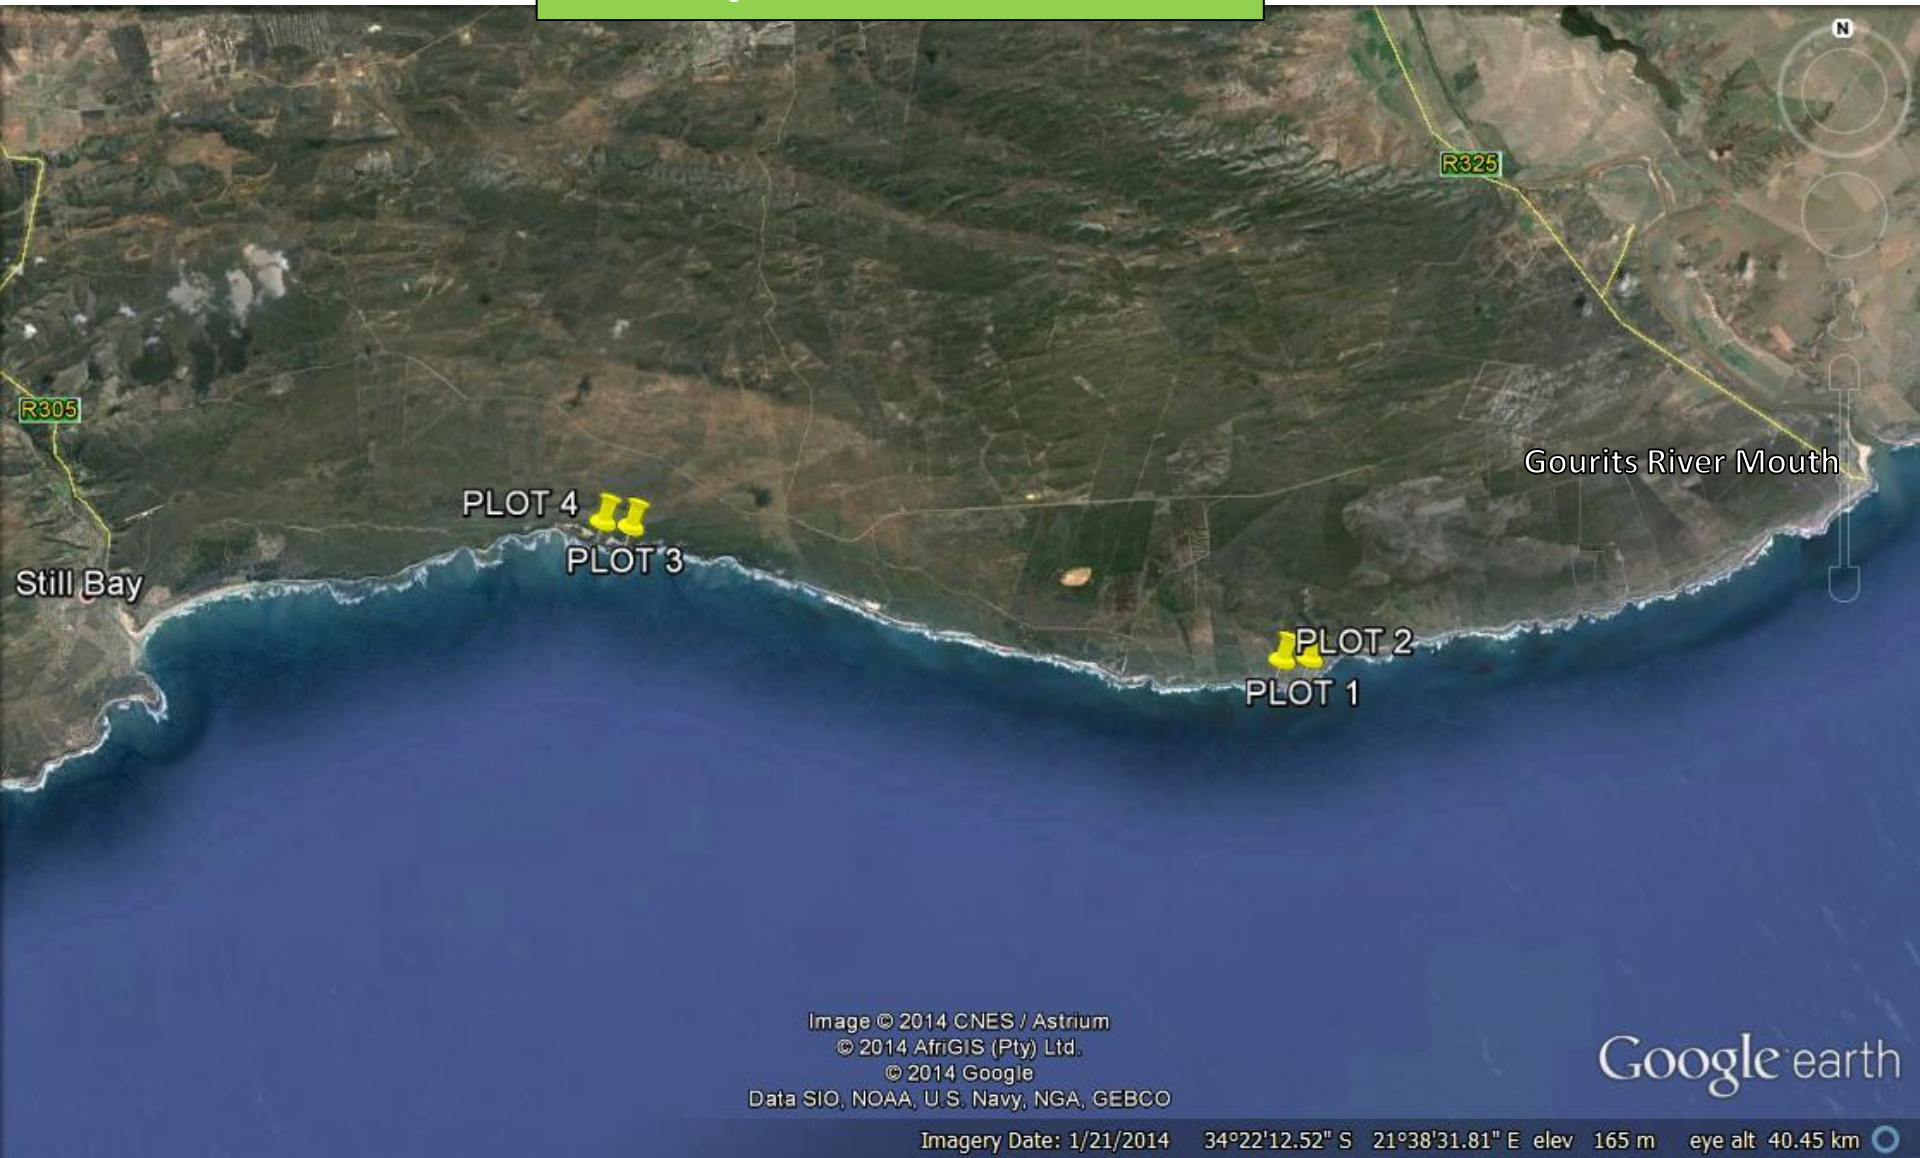 N
R325
R305
Gourits River Mouth
PLOT 4
PLOT 3
Still Bay
PLOT 2
PLOT 1
Image © 2014 CNES / Astrium
© 2014 AfriGIS (Pty) Ltd.
© 2014 Google
Data SIO, NOAA, U.S. Navy, NGA, GEBCO
Google earth
Imagery Date: 1/21/2014 34°22'12.52" S 21°38'31.81" E elev 165 m eye alt 40.45 km